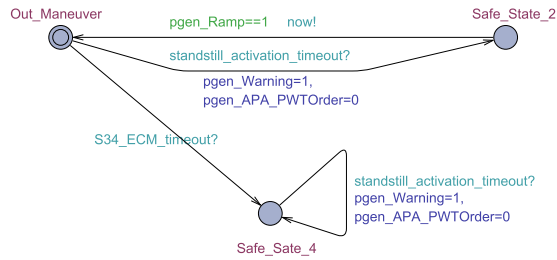 Out_Maneuver
pgen_Ramp==1 now!
Safe_State_2
standstill_activation_timeout?
pgen_Warning=1,
pgen_APA_PWTOrder=0
S34_ECM_timeout?
standstill_activation_timeout?
pgen_Warning=1,
pgen_APA_PWTOrder=0
Safe_Sate_4